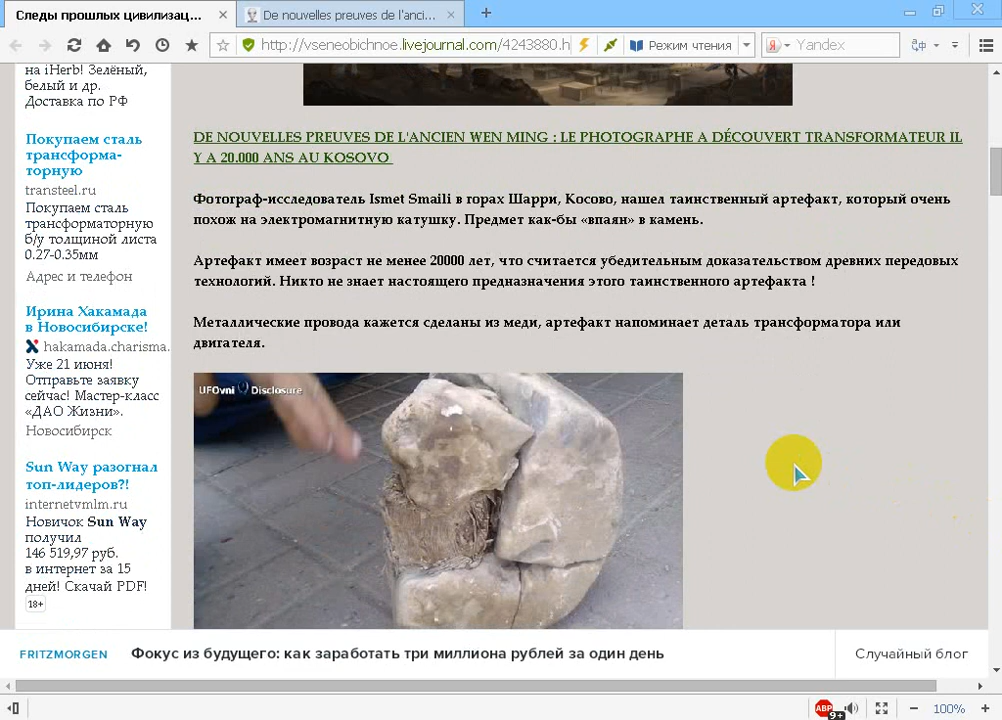 Следы прошлых цивилизац...
De nouvelles preuves de l'anci...
http://vseneobichnoe.livejournal.com/4243880.h
Режим чтения
Yandex
на iHerb! Зелёный,
белый и др.
Доставка по РФ
Покупаем сталь
трансформа-
торную
transteel.ru
Покупаем сталь
трансформаторную
б/у толщиной листа
0.27-0.35мм
Адрес и телефон
Ирина Хакамада
в Новосибирске!
hakamada.charisma.
Уже 21 июня!
Отправьте заявку
сейчас! Мастер-класс
«ДАО Жизни».
Новосибирск
Sun Way разогнал
топ-лидеров?!
internetvmlm.ru
Новичок Sun Way
получил
146 519,97 руб.
в интернет за 15
дней! Скачай PDF!
18+
DE NOUVELLES PREUVES DE L'ANCIEN WEN MING : LE PHOTOGRAPHE A DÉCOUVERT TRANSFORMATEUR IL
Y A 20.000 ANS AU KOSOVO
Фотограф-исследователь Ismet Smaili в горах Шарри, Косово, нашел таинственный артефакт, который очень
похож на электромагнитную катушку. Предмет как-бы «впаян» в камень.
Артефакт имеет возраст не менее 20000 лет, что считается убедительным доказательством древних передовых
технологий. Никто не знает настоящего предназначения этого таинственного артефакта !
Металлические провода кажется сделаны из меди, артефакт напоминает деталь трансформатора или
двигателя.
UFOvni Disclosure
FRITZMORGEN
Фокус из будущего: как заработать три миллиона рублей за один день
Случайный блог
ABP
9+
100%